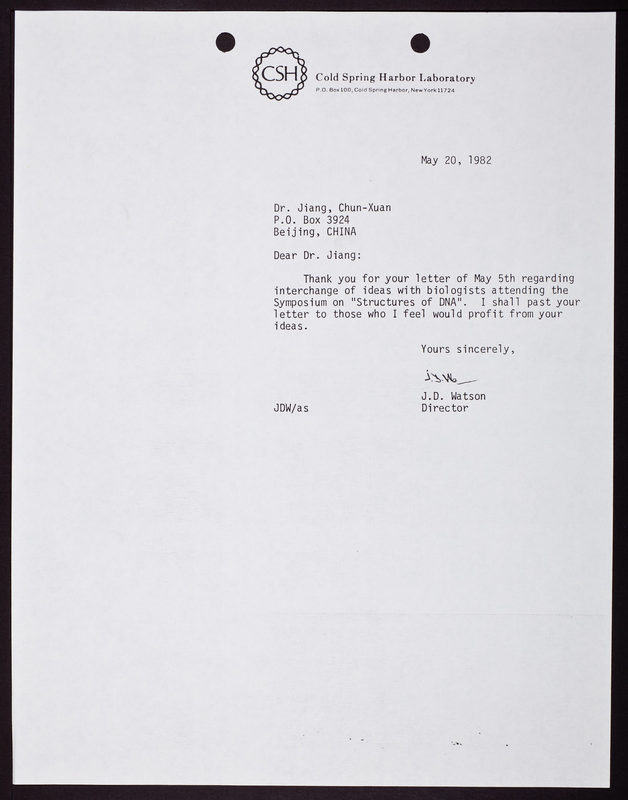 CSH
Cold Spring Harbor Laboratory
P.O. Box 100, Cold Spring Harbor, New York 11724
May 20, 1982
Dr. Jiang, Chun-Xuan
P.O. Box 3924
Beijing, CHINA
Dear Dr. Jiang:
Thank you for your letter of May 5th regarding
interchange of ideas with biologists attending the
Symposium on "Structures of DNA". I shall past your
letter to those who I feel would profit from your
ideas.
Yours sincerely,
J.D.W
J.D. Watson
JDW/as Director